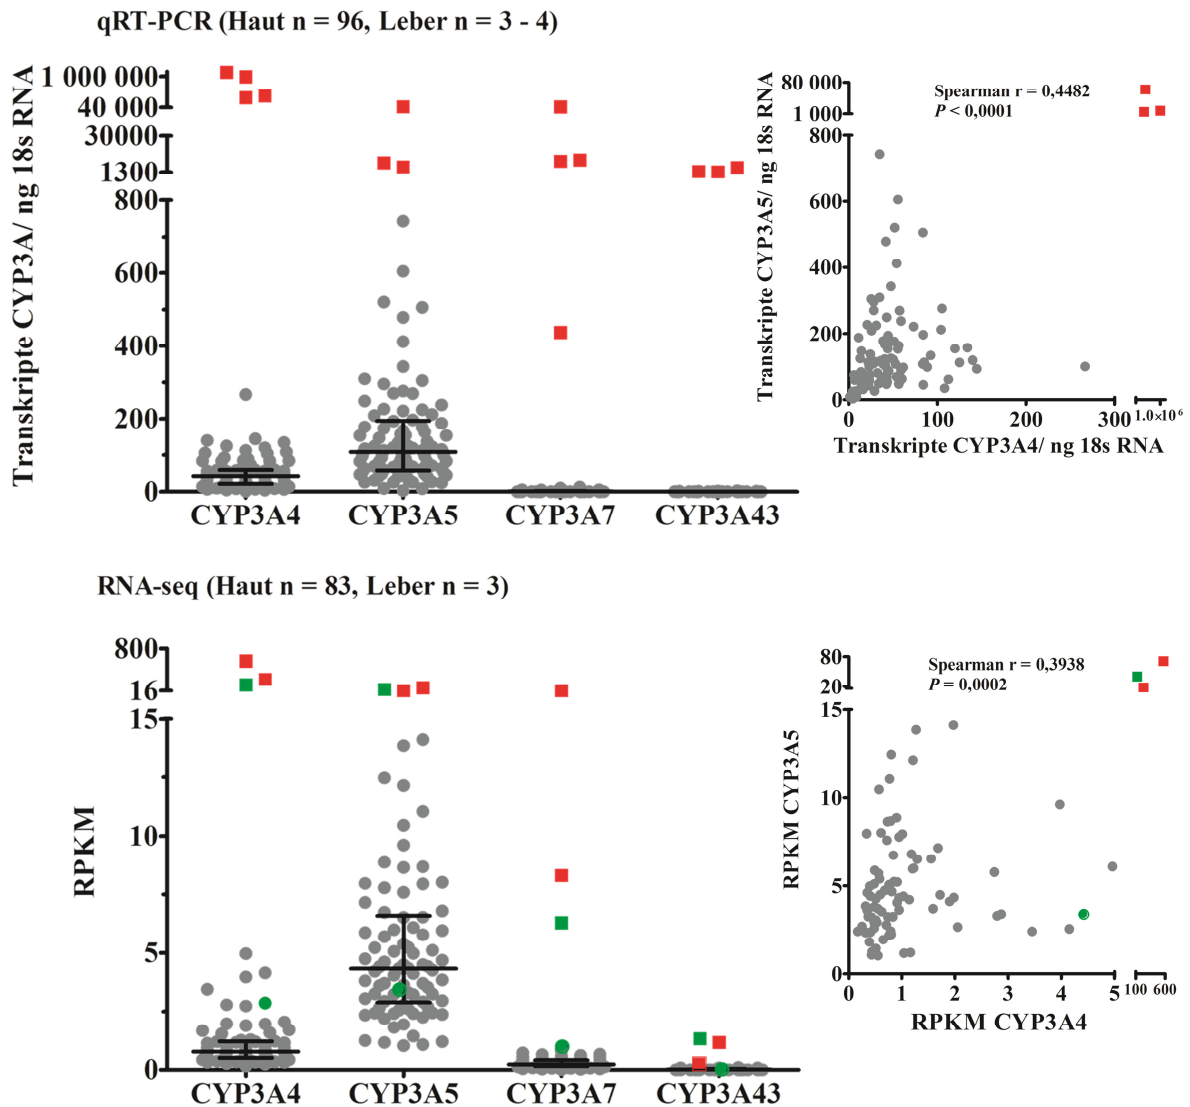 qRT-PCR (Haut n = 96, Leber n = 3 - 4)
Transkripte CYP3A/ ng 18s RNA
1 000 000
40 000
30000
1300
800
600
400
200
0
CYP3A4 CYP3A5 CYP3A7 CYP3A43
Transkripte CYP3A5/ ng 18s RNA
80 000
1 000
800
600
400
200
0
Spearman r = 0,4482
P < 0,0001
0 100 200 300 1.0×10⁶
Transkripte CYP3A4/ ng 18s RNA
RNA-seq (Haut n = 83, Leber n = 3)
RPKM
800
16
15
10
5
0
CYP3A4 CYP3A5 CYP3A7 CYP3A43
RPKM CYP3A5
80
20
15
10
5
0
Spearman r = 0,3938
P = 0,0002
0 1 2 3 4 5 100 600
RPKM CYP3A4